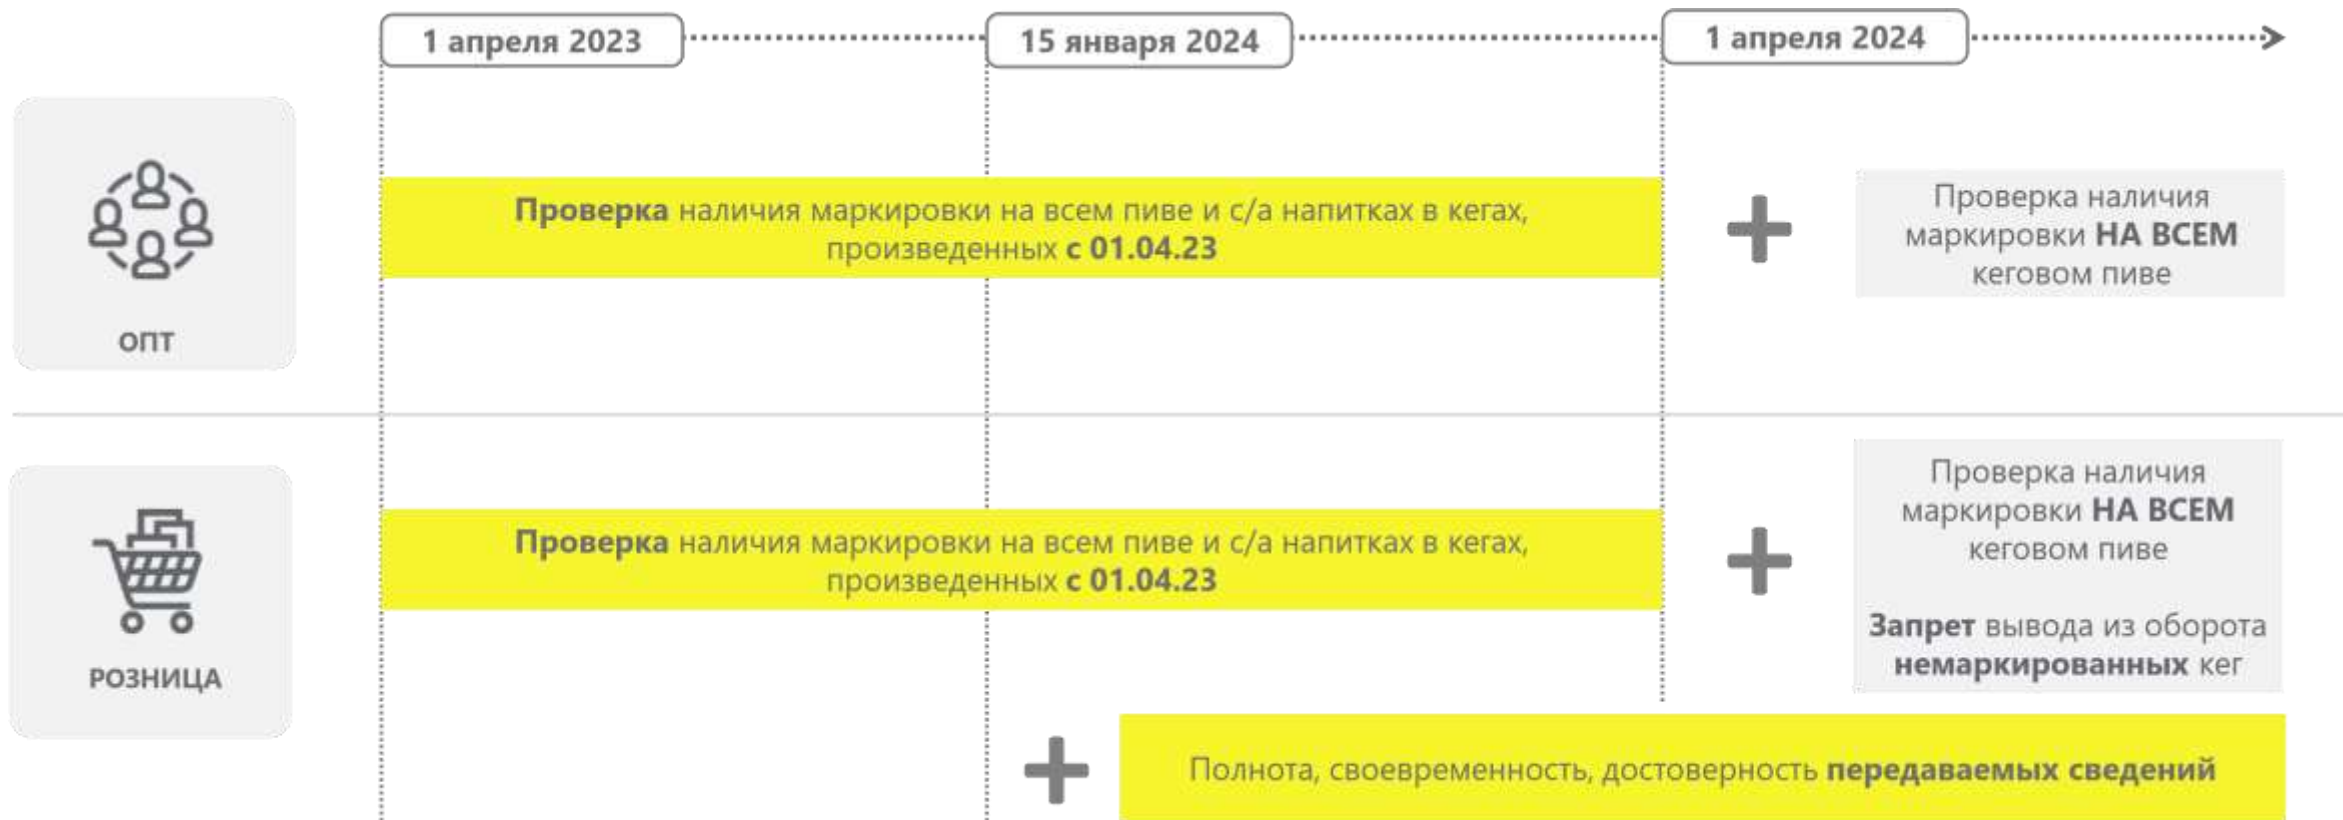 1 апреля 2023
15 января 2024
1 апреля 2024
ОПТ
Проверка наличия маркировки на всем пиве и с/а напитках в кегах,
произведенных с 01.04.23
Проверка наличия
маркировки НА ВСЕМ
кеговом пиве
РОЗНИЦА
Проверка наличия маркировки на всем пиве и с/а напитках в кегах,
произведенных с 01.04.23
Проверка наличия
маркировки НА ВСЕМ
кеговом пиве
Запрет вывода из оборота
немаркированных кег
Полнота, своевременность, достоверность передаваемых сведений